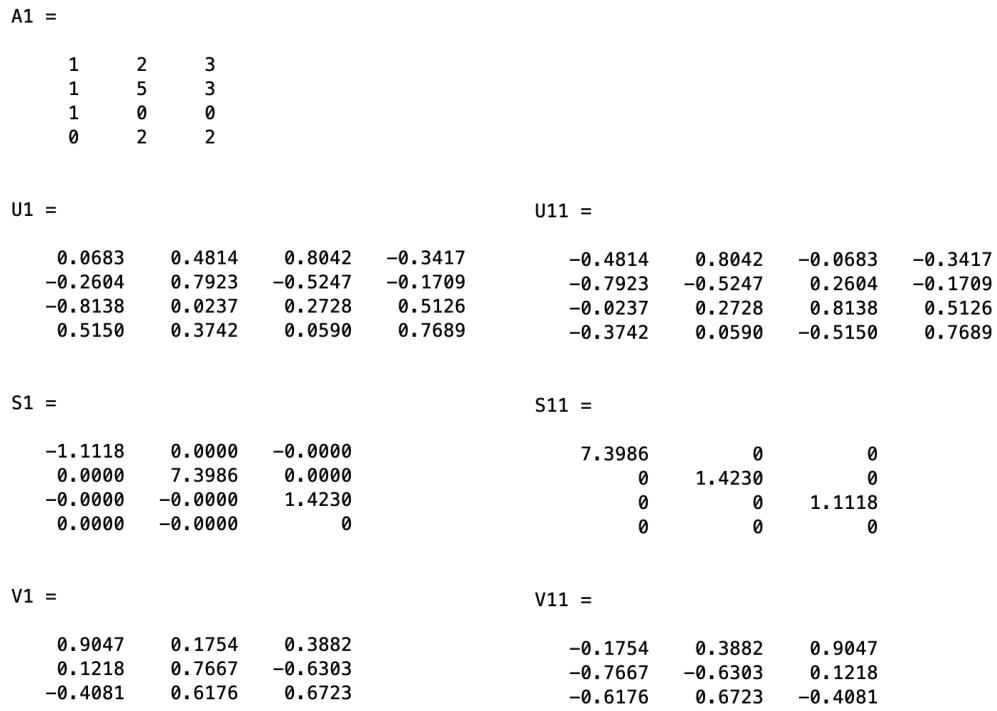 A1 =
1 2 3
1 5 3
1 0 0
0 2 2
U1 =
0.0683 0.4814 0.8042 -0.3417
-0.2604 0.7923 -0.5247 -0.1709
-0.8138 0.0237 0.2728 0.5126
0.5150 0.3742 0.0590 0.7689
U11 =
-0.4814 0.8042 -0.0683 -0.3417
-0.7923 -0.5247 0.2604 -0.1709
-0.0237 0.2728 0.8138 0.5126
-0.3742 0.0590 -0.5150 0.7689
S1 =
-1.1118 0.0000 -0.0000
0.0000 7.3986 0.0000
-0.0000 -0.0000 1.4230
0.0000 -0.0000 0
S11 =
7.3986 0 0
0 1.4230 0
0 0 1.1118
0 0 0
V1 =
0.9047 0.1754 0.3882
0.1218 0.7667 -0.6303
-0.4081 0.6176 0.6723
V11 =
-0.1754 0.3882 0.9047
-0.7667 -0.6303 0.1218
-0.6176 0.6723 -0.4081